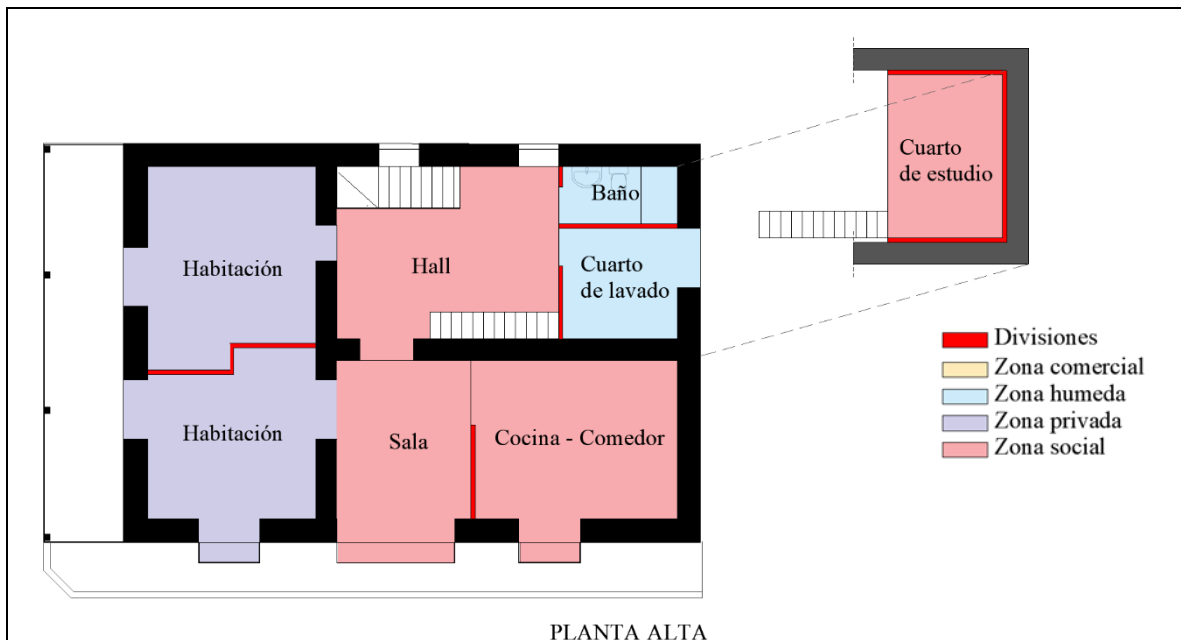 Cuarto
de estudio
Baño
Habitación
Hall
Cuarto
de lavado
Habitación
Sala
Cocina - Comedor
Divisiones
Zona comercial
Zona humeda
Zona privada
Zona social
PLANTA ALTA